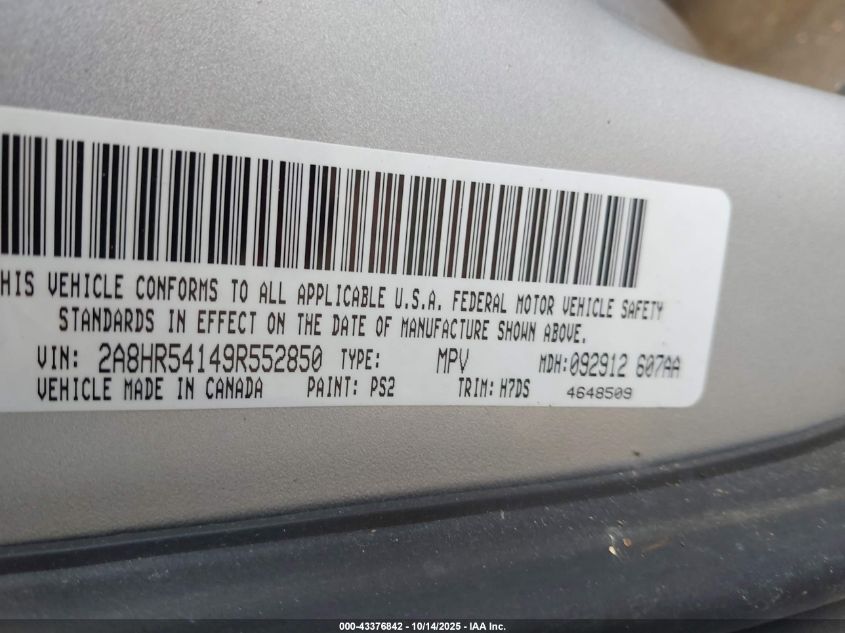 HIS VEHICLE CONFORMS TO ALL APPLICABLE U.S.A. FEDERAL MOTOR VEHICLE SAFETY
STANDARDS IN EFFECT ON THE DATE OF MANUFACTURE SHOWN ABOVE.
VIN: 2A8HR54149R552850 TYPE: MPV MDH:092912 607AA
VEHICLE MADE IN CANADA PAINT: PS2 TRIM: H7DS 4648509
000-43376842 - 10/14/2025 - IAA Inc.